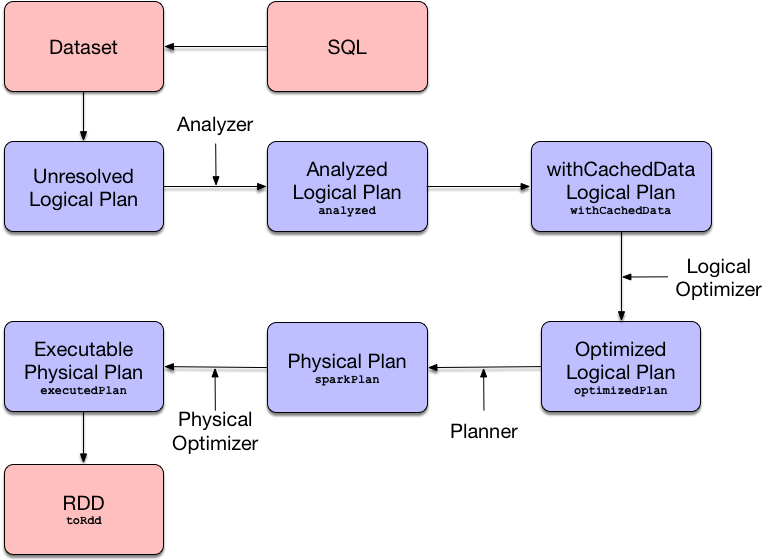 Dataset
SQL
Analyzer
Unresolved
Logical Plan
Analyzed
Logical Plan
analyzed
withCachedData
Logical Plan
withCachedData
Logical
Optimizer
Executable
Physical Plan
executedPlan
Physical Plan
sparkPlan
Optimized
Logical Plan
optimizedPlan
Physical
Optimizer
Planner
RDD
toRdd